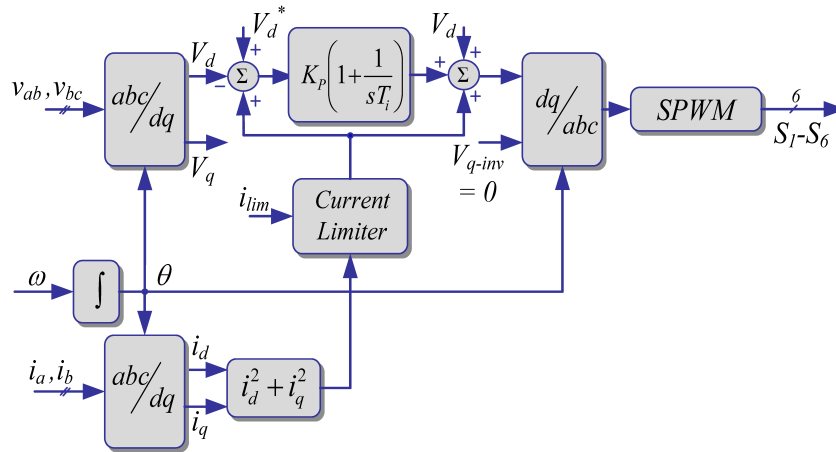 V_d^*
V_d
V_d
v_ab, v_bc
abc/dq
−
Σ
+
+
K_P(1+1/(sT_i))
+
Σ
+
+
dq/abc
SPWM
6
S_1-S_6
V_q
V_q-inv
= 0
i_lim
Current
Limiter
ω
∫
θ
i_a, i_b
abc/dq
i_d
i_q
i_d^2 + i_q^2